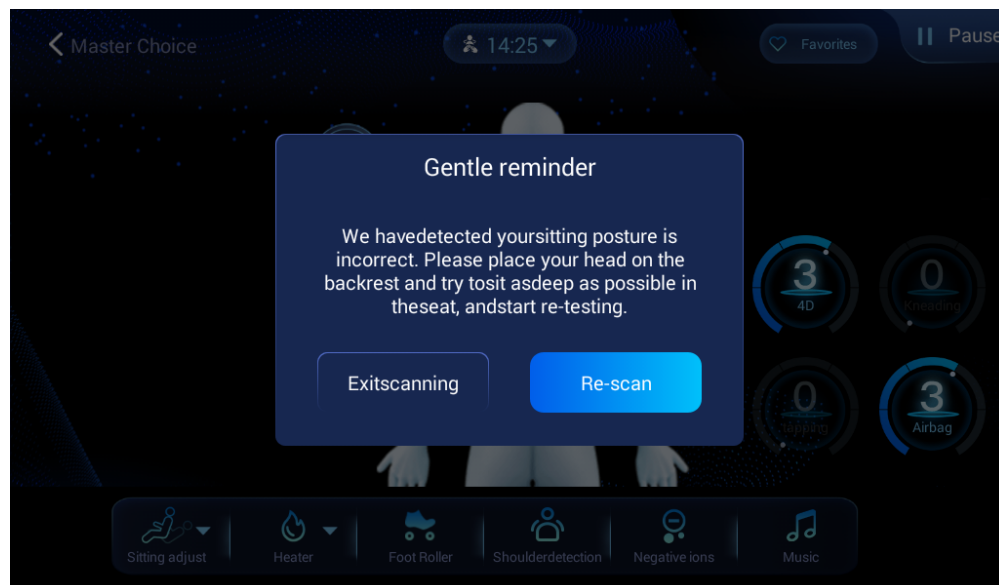 Master Choice
14:25
Favorites
Pause
Gentle reminder
We havedetected yoursitting posture is
incorrect. Please place your head on the
backrest and try tosit asdeep as possible in
theseat, andstart re-testing.
Exitscanning
Re-scan
3
4D
0
Kneading
0
tapping
3
Airbag
Sitting adjust
Heater
Foot Roller
Shoulderdetection
Negative ions
Music